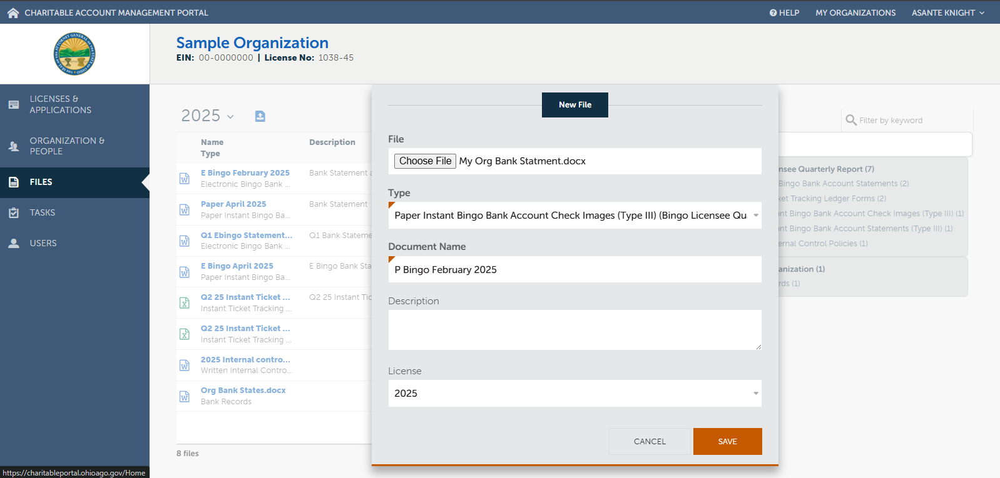 CHARITABLE ACCOUNT MANAGEMENT PORTAL
HELP
MY ORGANIZATIONS
ASANTE KNIGHT
Sample Organization
EIN: 00-0000000 | License No: 1038-45
LICENSES &
APPLICATIONS
ORGANIZATION &
PEOPLE
FILES
TASKS
USERS
2025
Name
Type
Description
E Bingo February 2025
Electronic Bingo Bank ...
Bank Statement a
Paper April 2025
Paper Instant Bingo Ba...
Bank Statement
Q1 Ebingo Statement...
Electronic Bingo Bank ...
Q1 Bank Stateme
E Bingo April 2025
Paper Instant Bingo Ba...
E Bingo Bank Sta
Q2 25 Instant Ticket ...
Instant Ticket Tracking ...
Q2 25 Instant Tic
Q2 25 Instant Ticket ...
Instant Ticket Tracking ...
2025 Internal contro...
Written Internal Contro...
Org Bank States.docx
Bank Records
8 files
New File
File
Choose File My Org Bank Statment.docx
Type
Paper Instant Bingo Bank Account Check Images (Type III) (Bingo Licensee Qu
Document Name
P Bingo February 2025
Description
License
2025
CANCEL
SAVE
Filter by keyword
nsee Quarterly Report (7)
Bingo Bank Account Statements (2)
ket Tracking Ledger Forms (2)
nt Bingo Bank Account Check Images (Type III) (1)
nt Bingo Bank Account Statements (Type III) (1)
ernal Control Policies (1)
anization (1)
rds (1)
https://charitableportal.ohioago.gov/Home